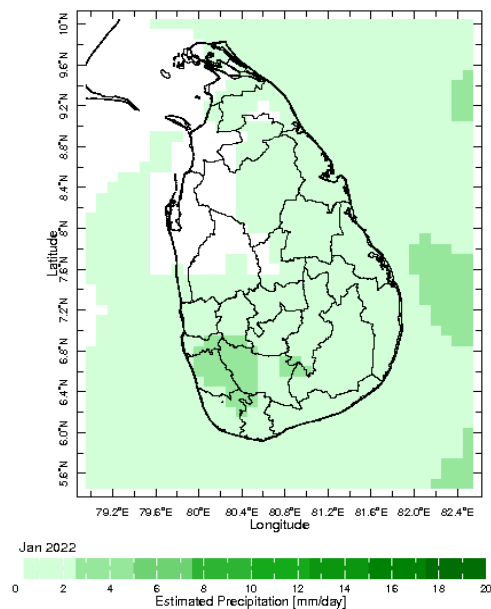 10°N
9.6°N
9.2°N
8.8°N
8.4°N
8°N
7.6°N
7.2°N
6.8°N
6.4°N
6.0°N
5.6°N
Latitude
79.2°E 79.6°E 80°E 80.4°E 80.8°E 81.2°E 81.6°E 82.0°E 82.4°E
Longitude
Jan 2022
0 2 4 6 8 10 12 14 16 18 20
Estimated Precipitation [mm/day]